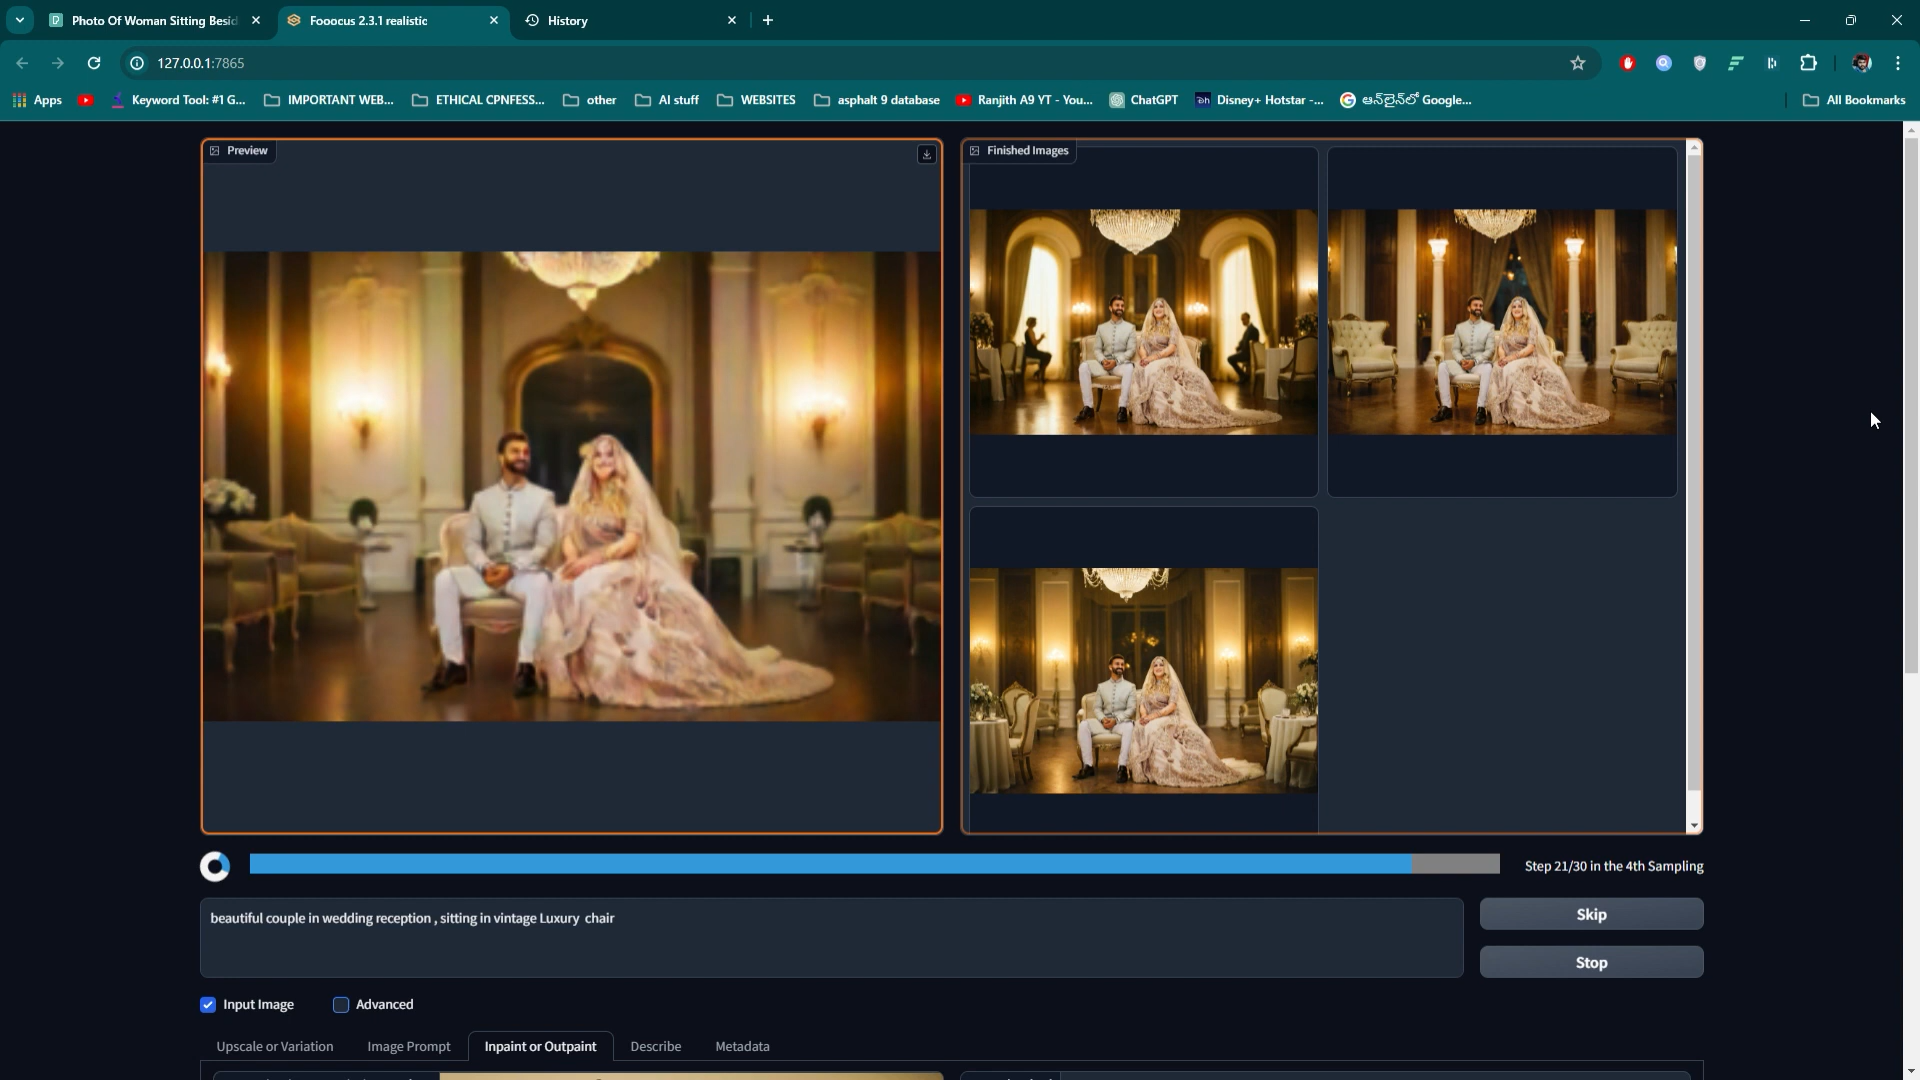 Photo Of Woman Sitting Besid
Fooocus 2.3.1 realistic
History
127.0.0.1:7865
Apps
Keyword Tool: #1 G...
IMPORTANT WEB...
ETHICAL CPNFESS...
other
AI stuff
WEBSITES
asphalt 9 database
Ranjith A9 YT - You...
ChatGPT
Disney+ Hotstar -...
ఆన్‌లైన్‌లో Google...
All Bookmarks
Preview
Finished Images
Step 21/30 in the 4th Sampling
beautiful couple in wedding reception , sitting in vintage Luxury  chair
Skip
Stop
Input Image
Advanced
Upscale or Variation
Image Prompt
Inpaint or Outpaint
Describe
Metadata